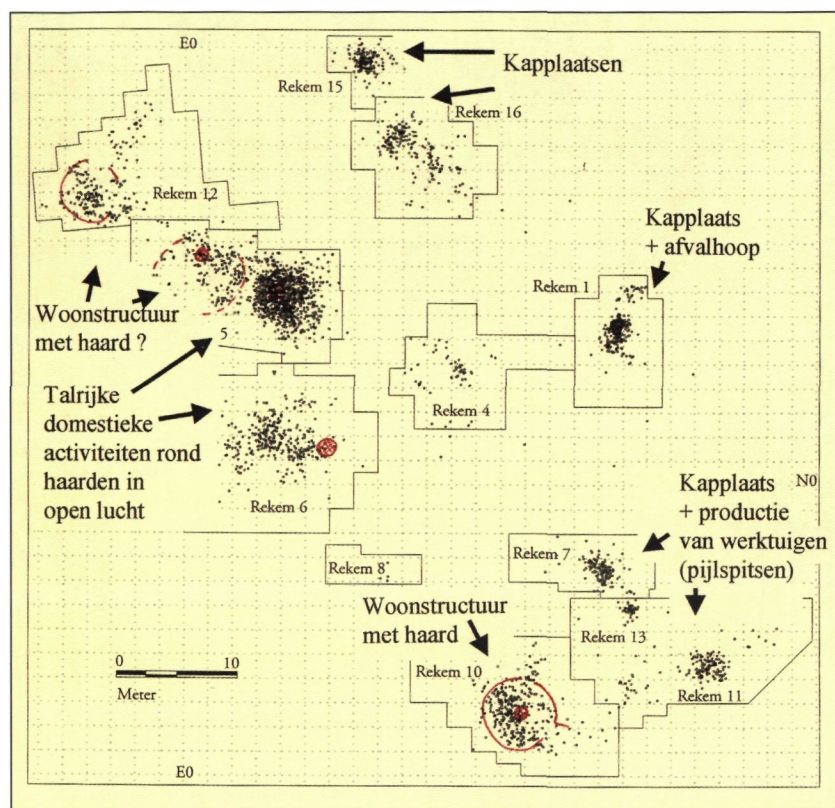 E0
Kapplaatsen
Rekem 15
Rekem 16
Rekem 12
Kapplaats
+ afvalhoop
Rekem 1
Woonstructuur
met haard ?
5
Talrijke
domestieke
activiteiten rond
haarden in
open lucht
Rekem 4
Rekem 6
N0
Kapplaats
+ productie
van werktuigen
(pijlspitsen)
Rekem 7
Rekem 8
Woonstructuur
met haard
Rekem 13
Rekem 10
Rekem 11
0 10
Meter
E0